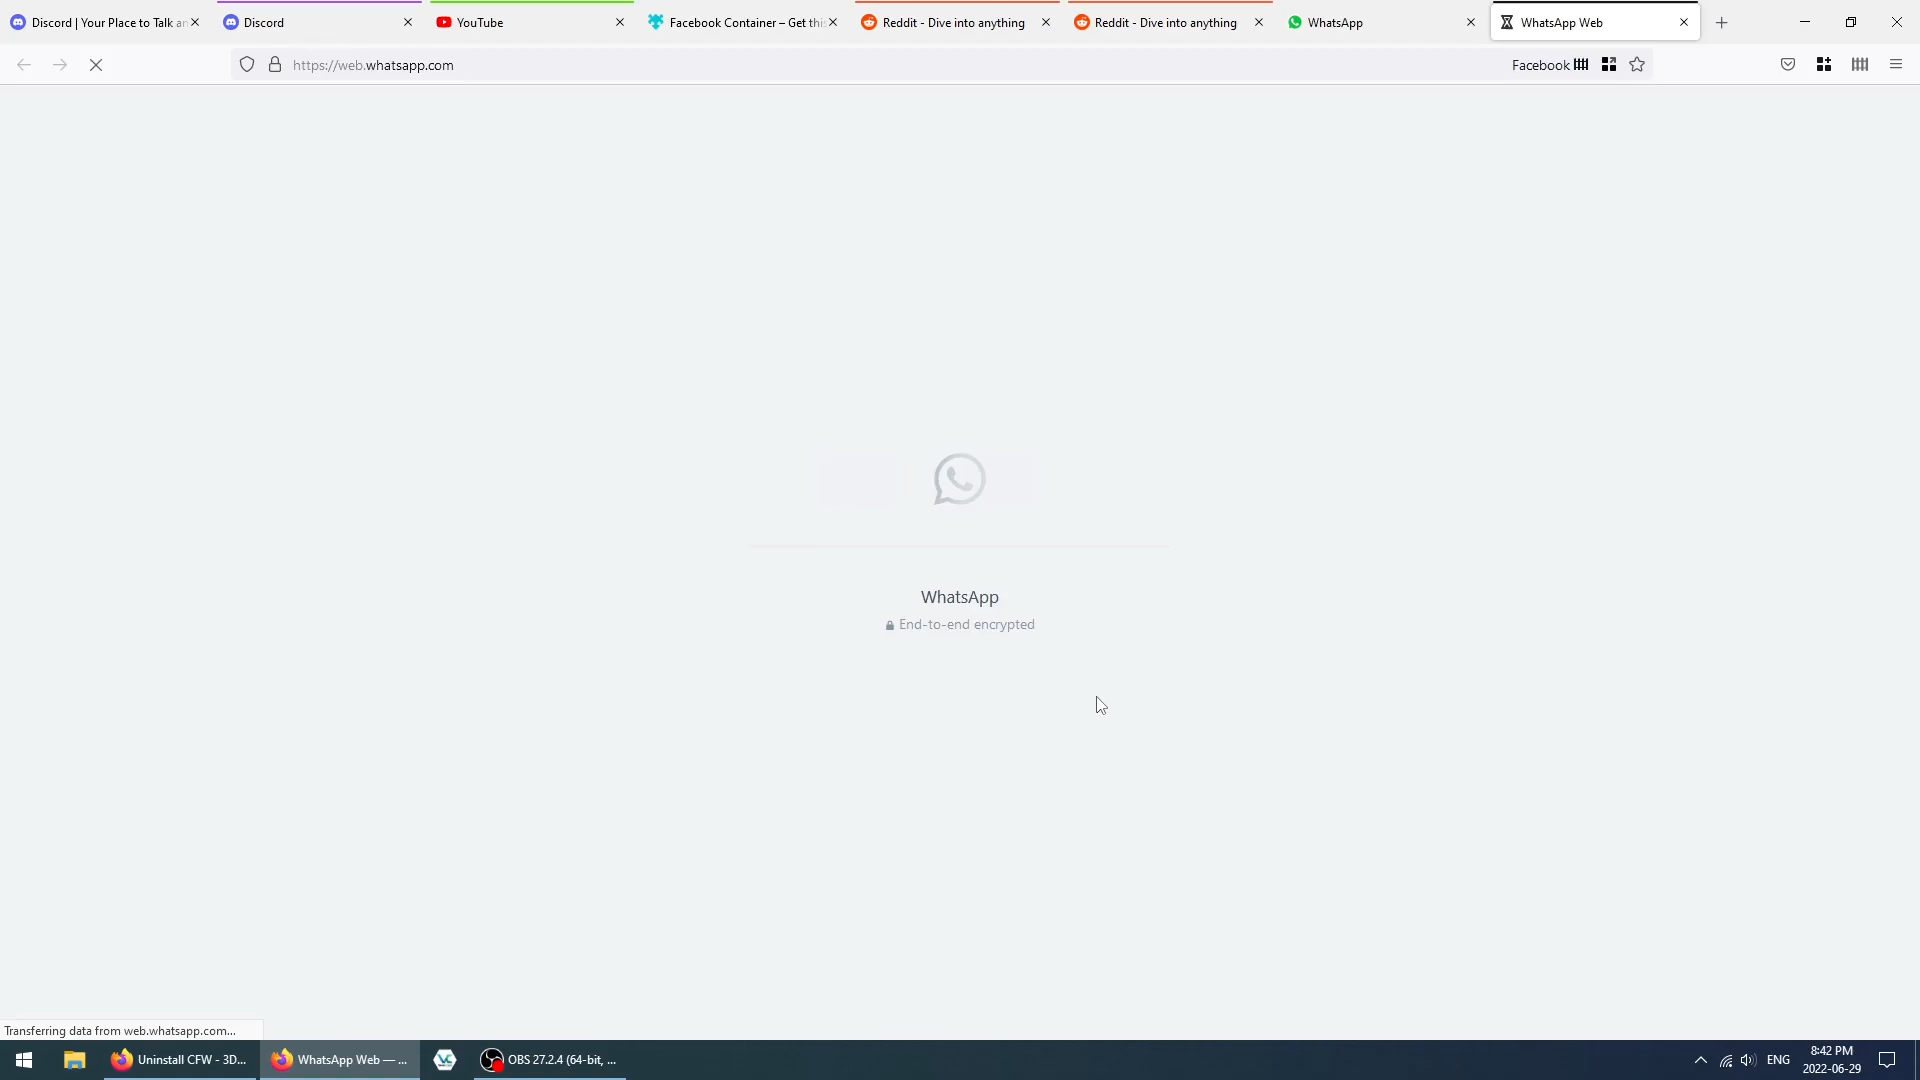 Discord | Your Place to Talk an
Discord
YouTube
Facebook Container – Get this
Reddit - Dive into anything
Reddit - Dive into anything
WhatsApp
WhatsApp Web
https://web.whatsapp.com
Facebook
WhatsApp
End-to-end encrypted
Transferring data from web.whatsapp.com...
Uninstall CFW - 3D...
WhatsApp Web — ...
OBS 27.2.4 (64-bit, ...
ENG
8:42 PM
2022-06-29